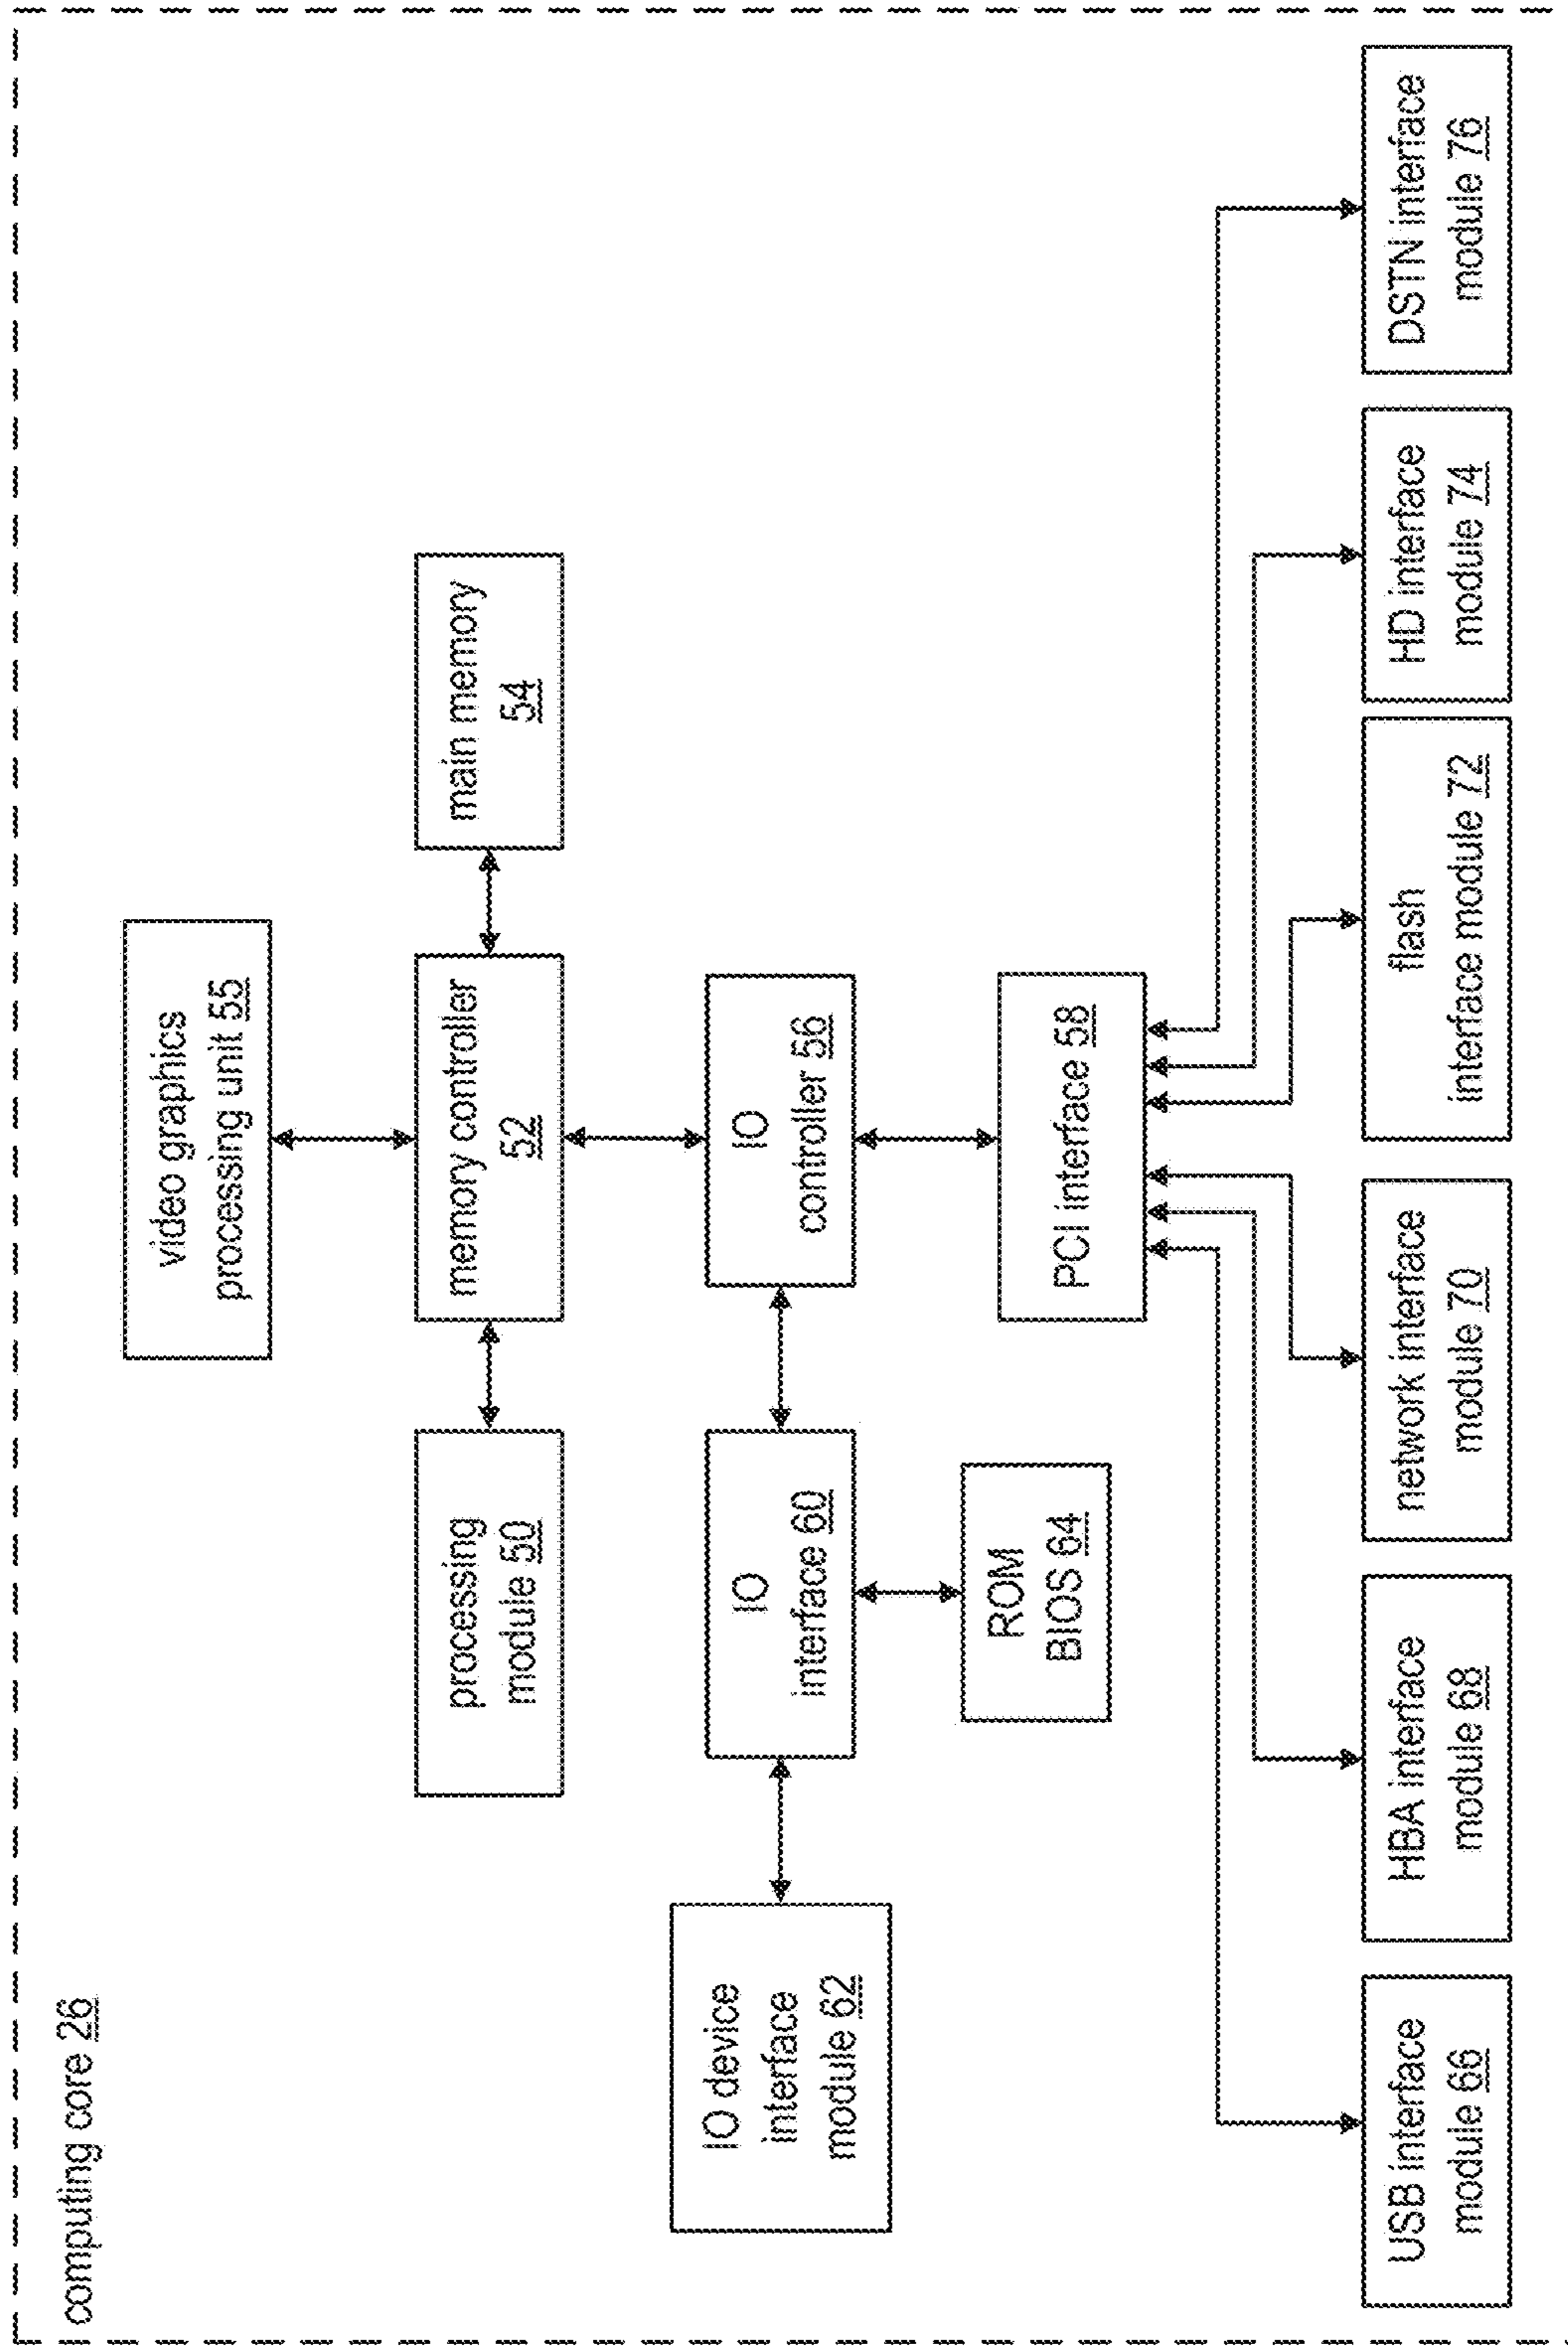 computing core 26
video graphics
processing unit 55
processing
module 50
memory controller
52
main memory
54
IO device
interface
module 62
IO
interface 60
IO
controller 56
ROM
BIOS 64
PCI interface 58
USB interface
module 66
HBA interface
module 68
network interface
module 70
flash
interface module 72
HD interface
module 74
DSTN interface
module 76